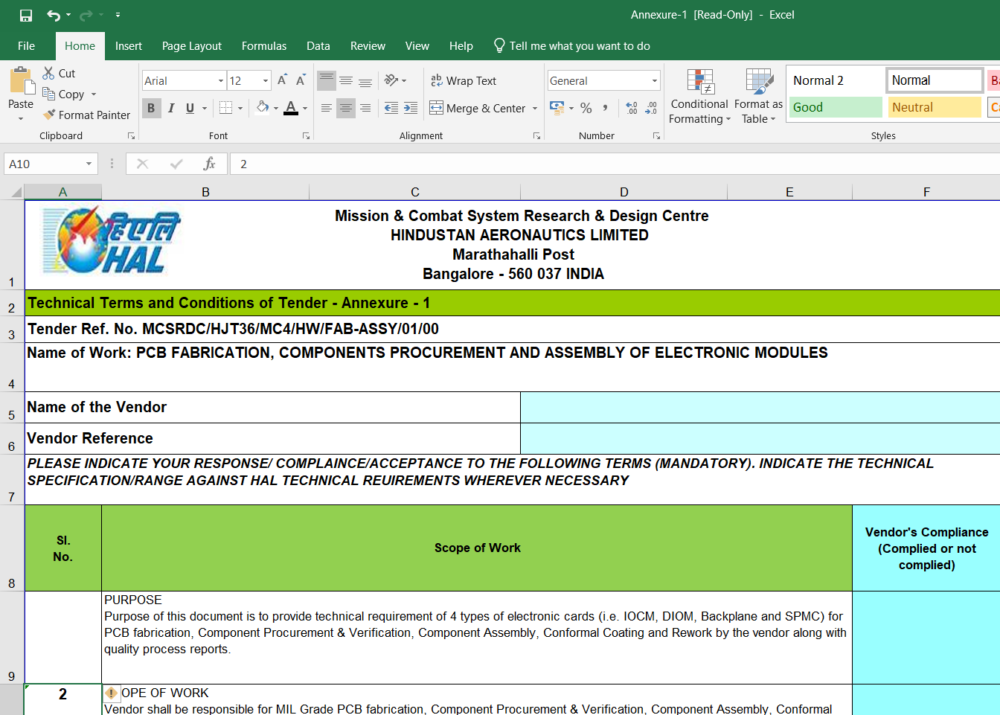 Annexure-1 [Read-Only] - Excel
File Home Insert Page Layout Formulas Data Review View Help Tell me what you want to do
Paste
Cut
Copy
Format Painter
Clipboard
Arial 12 A A
B I U A
Font
ab Wrap Text
Merge & Center
Alignment
General
% , .00 .00
Number
Conditional Formatting
Format as Table
Normal 2 Normal
Good Neutral
Styles
A10 fx 2
A B C D E F
हिएएल
HAL
Mission & Combat System Research & Design Centre
HINDUSTAN AERONAUTICS LIMITED
Marathahalli Post
Bangalore - 560 037 INDIA
1
2 Technical Terms and Conditions of Tender - Annexure - 1
3 Tender Ref. No. MCSRDC/HJT36/MC4/HW/FAB-ASSY/01/00
Name of Work: PCB FABRICATION, COMPONENTS PROCUREMENT AND ASSEMBLY OF ELECTRONIC MODULES
4
5 Name of the Vendor
6 Vendor Reference
PLEASE INDICATE YOUR RESPONSE/ COMPLAINCE/ACCEPTANCE TO THE FOLLOWING TERMS (MANDATORY). INDICATE THE TECHNICAL
SPECIFICATION/RANGE AGAINST HAL TECHNICAL REUIREMENTS WHEREVER NECESSARY
7
Sl.
No.
Scope of Work
Vendor's Compliance
(Complied or not
complied)
8
PURPOSE
Purpose of this document is to provide technical requirement of 4 types of electronic cards (i.e. IOCM, DIOM, Backplane and SPMC) for
PCB fabrication, Component Procurement & Verification, Component Assembly, Conformal Coating and Rework by the vendor along with
quality process reports.
9
2 OPE OF WORK
Vendor shall be responsible for MIL Grade PCB fabrication, Component Procurement & Verification, Component Assembly, Conformal